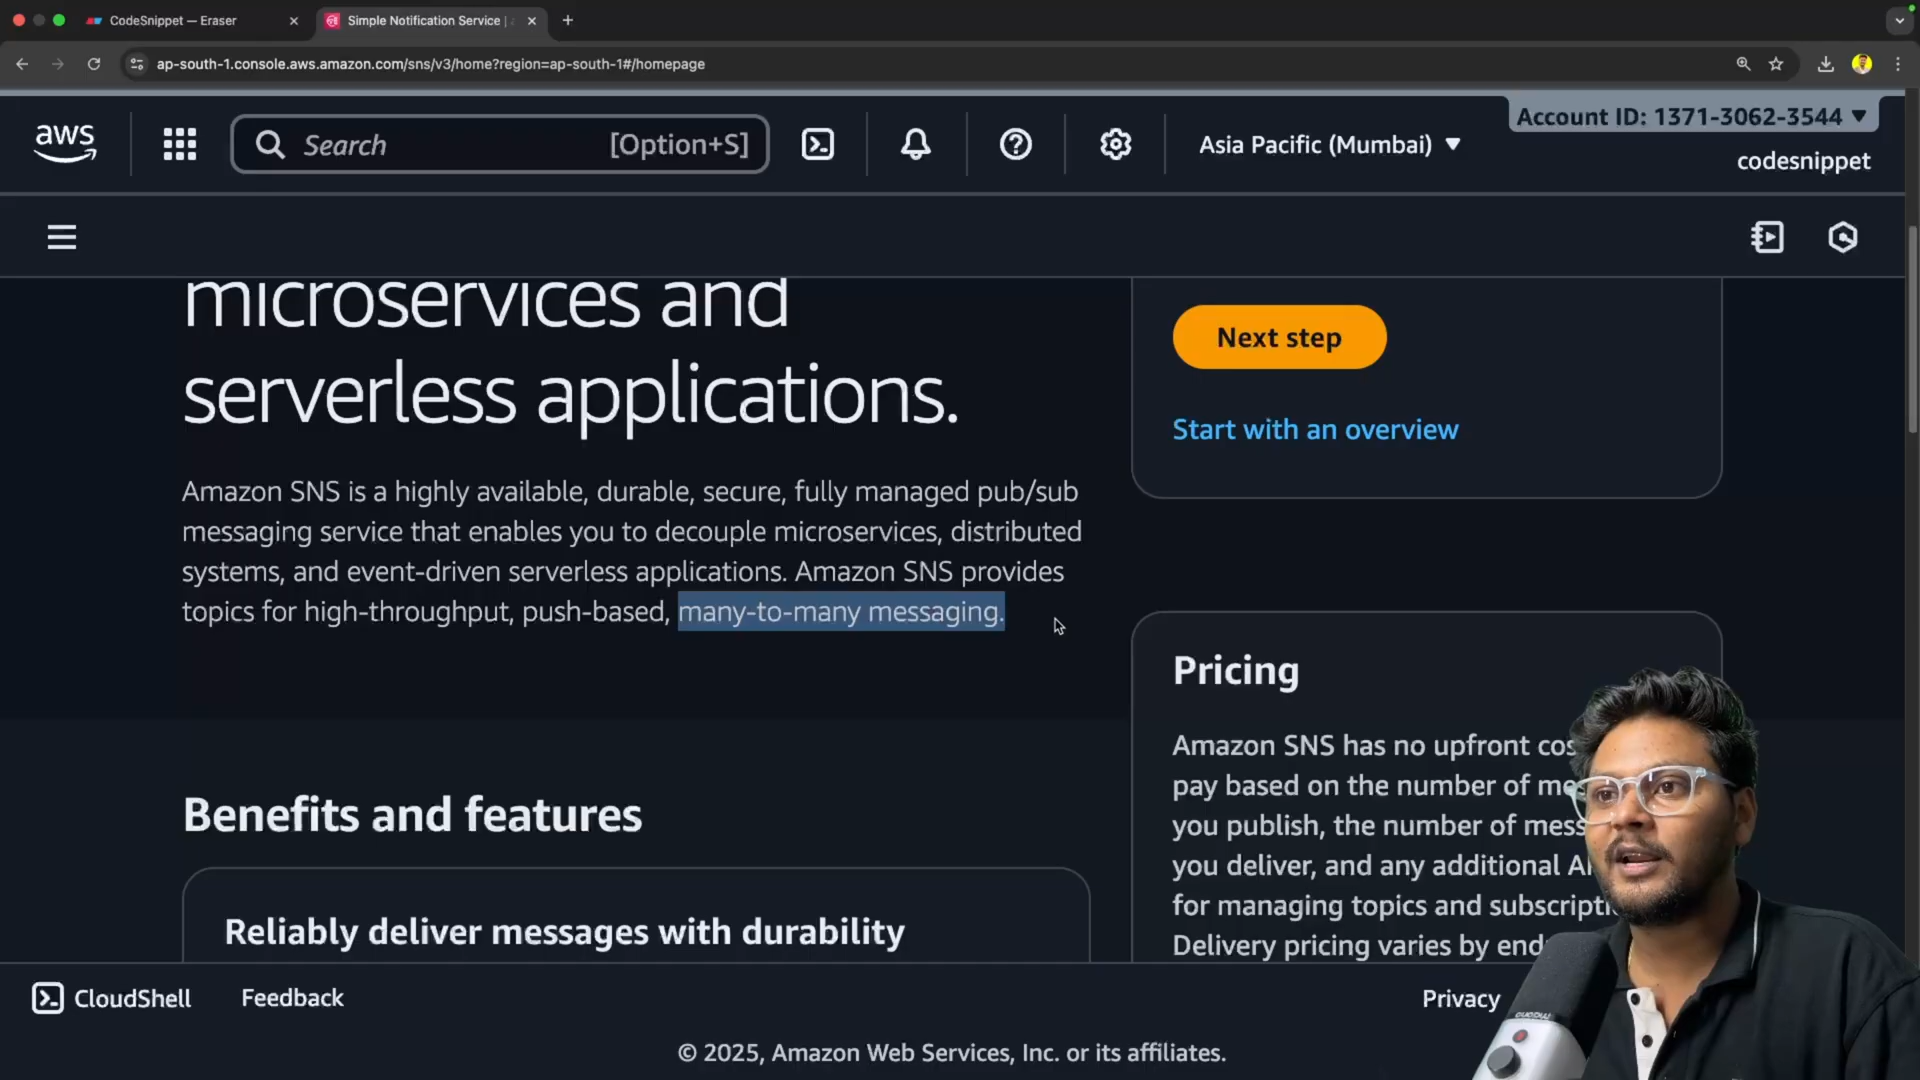 CodeSnippet — Eraser
Simple Notification Service |
ap-south-1.console.aws.amazon.com/sns/v3/home?region=ap-south-1#/homepage
aws
Search
[Option+S]
Asia Pacific (Mumbai)
Account ID: 1371-3062-3544
codesnippet
microservices and
serverless applications.
Amazon SNS is a highly available, durable, secure, fully managed pub/sub
messaging service that enables you to decouple microservices, distributed
systems, and event-driven serverless applications. Amazon SNS provides
topics for high-throughput, push-based, many-to-many messaging.
Next step
Start with an overview
Pricing
Amazon SNS has no upfront
pay based on the number of
you publish, the number of
you deliver, and any additional
for managing topics and
Delivery pricing varies by
Benefits and features
Reliably deliver messages with durability
CloudShell
Feedback
Privacy
© 2025, Amazon Web Services, Inc. or its affiliates.